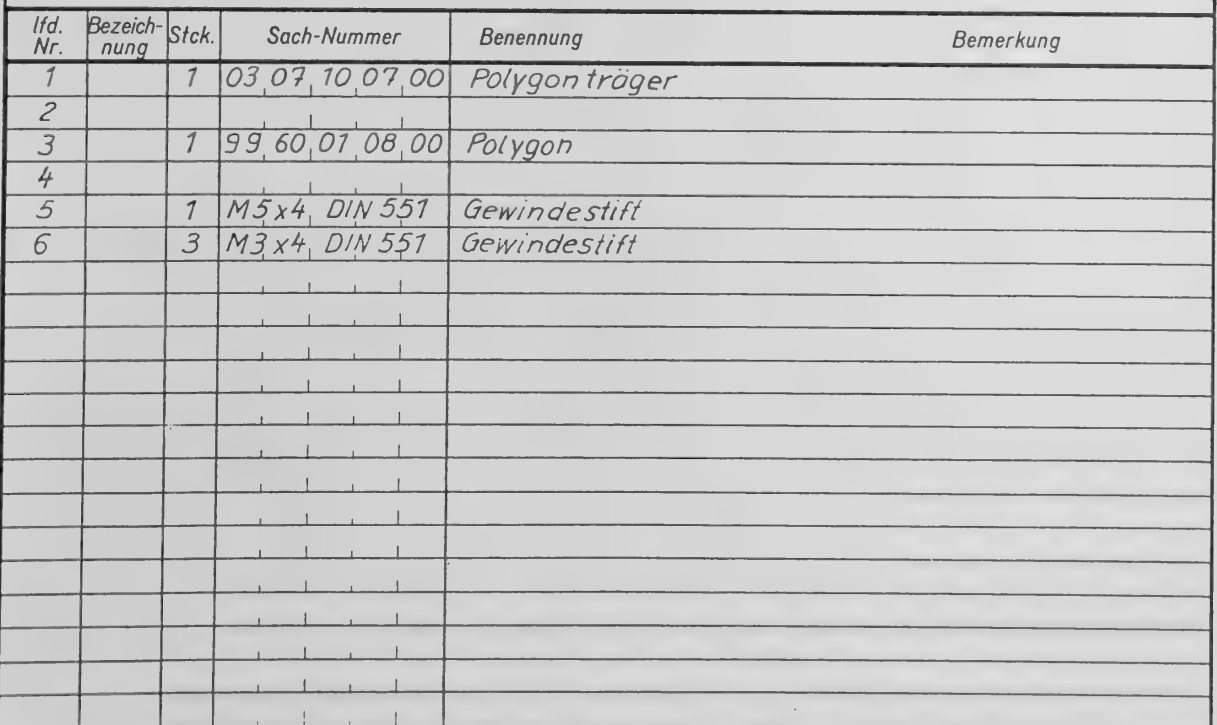 lfd. Nr. Bezeich-nung Stck. Sach-Nummer Benennung Bemerkung
1 1 03 07 10 07 00 Polygonträger
2
3 1 99 60 01 08 00 Polygon
4
5 1 M5x4 DIN 551 Gewindestift
6 3 M3x4 DIN 551 Gewindestift